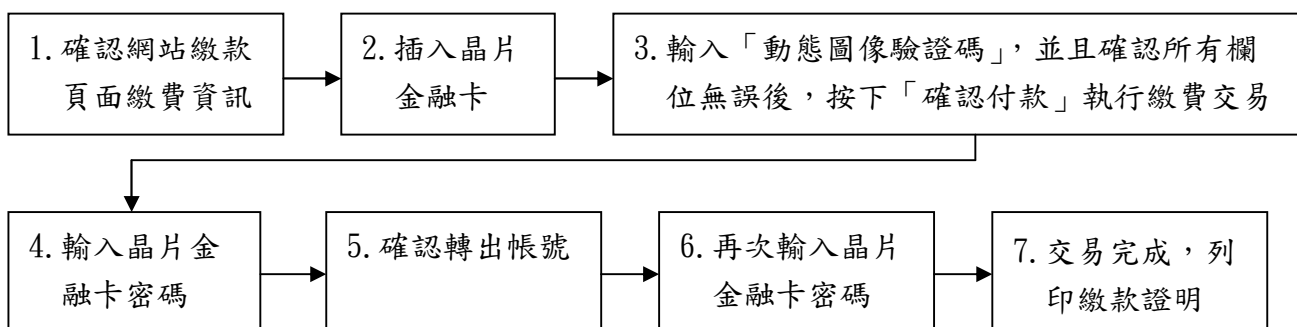 1.確認網站繳款
頁面繳費資訊
2.插入晶片
金融卡
3.輸入「動態圖像驗證碼」，並且確認所有欄
位無誤後，按下「確認付款」執行繳費交易
4.輸入晶片金
融卡密碼
5.確認轉出帳號
6.再次輸入晶片
金融卡密碼
7.交易完成，列
印繳款證明